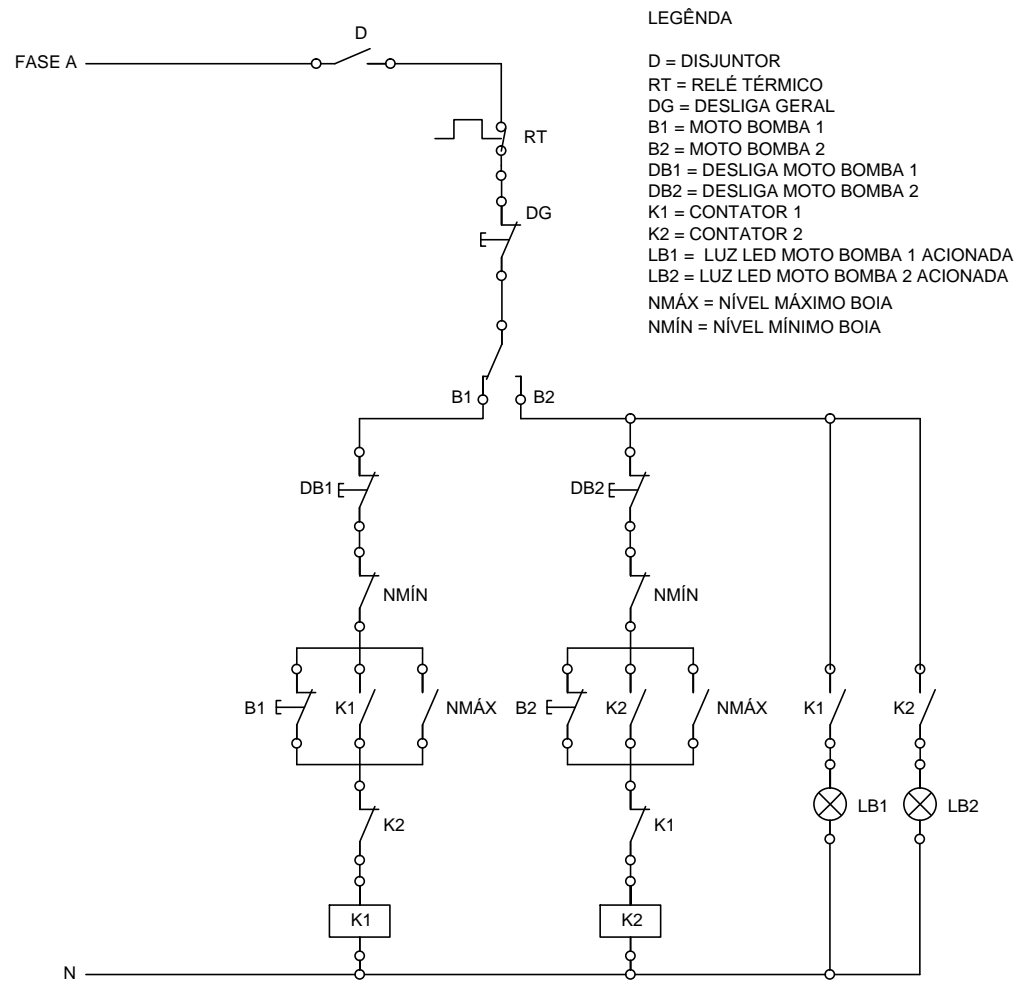 LEGÊNDA
D
FASE A
D = DISJUNTOR
RT = RELÉ TÉRMICO
DG = DESLIGA GERAL
B1 = MOTO BOMBA 1
B2 = MOTO BOMBA 2
DB1 = DESLIGA MOTO BOMBA 1
DB2 = DESLIGA MOTO BOMBA 2
K1 = CONTATOR 1
K2 = CONTATOR 2
LB1 = LUZ LED MOTO BOMBA 1 ACIONADA
LB2 = LUZ LED MOTO BOMBA 2 ACIONADA
NMÁX = NÍVEL MÁXIMO BOIA
NMÍN = NÍVEL MÍNIMO BOIA
RT
DG
B1 B2
DB1 DB2
NMÍN NMÍN
B1 K1 NMÁX B2 K2 NMÁX K1 K2
K2 K1 LB1 LB2
K1 K2
N